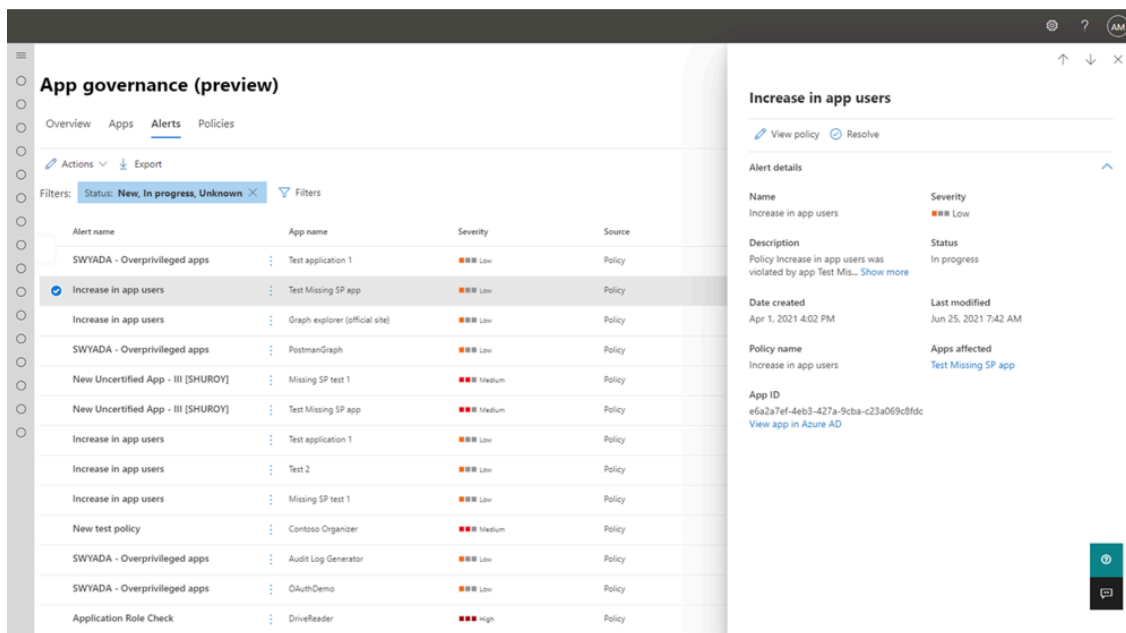 AM
App governance (preview)
Overview Apps Alerts Policies
Actions Export
Filters: Status: New, In progress, Unknown Filters
Alert name App name Severity Source
SWYADA - Overprivileged apps Test application 1 Low Policy
Increase in app users Test Missing SP app Low Policy
Increase in app users Graph explorer (official site) Low Policy
SWYADA - Overprivileged apps PostmanGraph Low Policy
New Uncertified App - III [SHUROY] Missing SP test 1 Medium Policy
New Uncertified App - III [SHUROY] Test Missing SP app Medium Policy
Increase in app users Test application 1 Low Policy
Increase in app users Test 2 Low Policy
Increase in app users Missing SP test 1 Low Policy
New test policy Contoso Organizer Medium Policy
SWYADA - Overprivileged apps Audit Log Generator Low Policy
SWYADA - Overprivileged apps OAuthDemo Low Policy
Application Role Check DriveReader High Policy
Increase in app users
View policy Resolve
Alert details
Name Severity
Increase in app users Low
Description Status
Policy Increase in app users was In progress
violated by app Test Mis... Show more
Date created Last modified
Apr 1, 2021 4:02 PM Jun 25, 2021 7:42 AM
Policy name Apps affected
Increase in app users Test Missing SP app
App ID
e6a2a7ef-4eb3-427a-9cba-c23a069c8fdc
View app in Azure AD